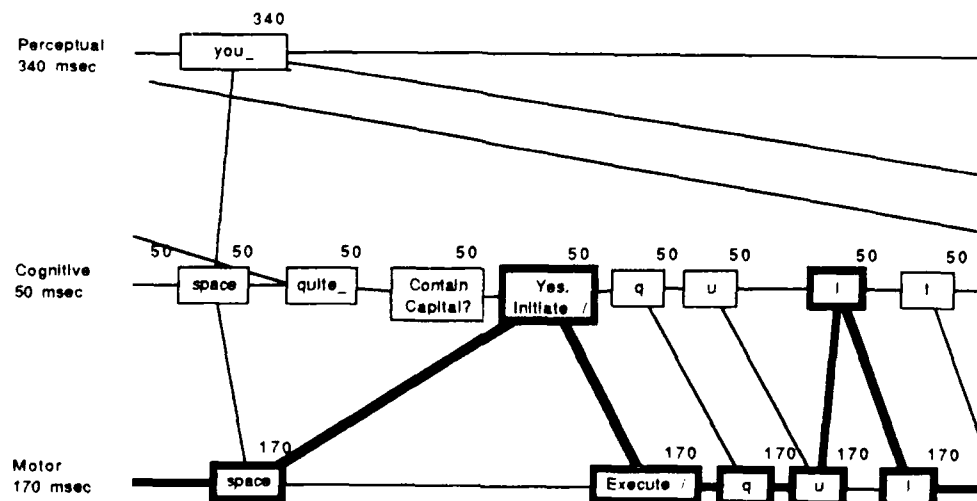 340
Perceptual
340 msec
you_
50 50 50 50 50 50 50 50 50
Cognitive
50 msec
space
quite_
Contain
Capital?
Yes.
Initiate /
q
u
I
t
170 170 170 170 170
Motor
170 msec
space
Execute /
q
u
I